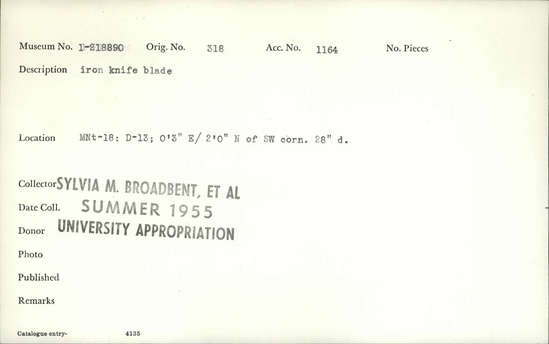 Museum No. 1-218890 Orig. No. 318 Acc. No. 1164 No. Pieces
Description iron knife blade
Location MNt-18: D-13; 0'3" E/ 2'0" N of SW corn. 28" d.
Collector SYLVIA M. BROADBENT, ET AL
Date Coll. SUMMER 1955
Donor UNIVERSITY APPROPRIATION
Photo
Published
Remarks
Catalogue entry- 4135